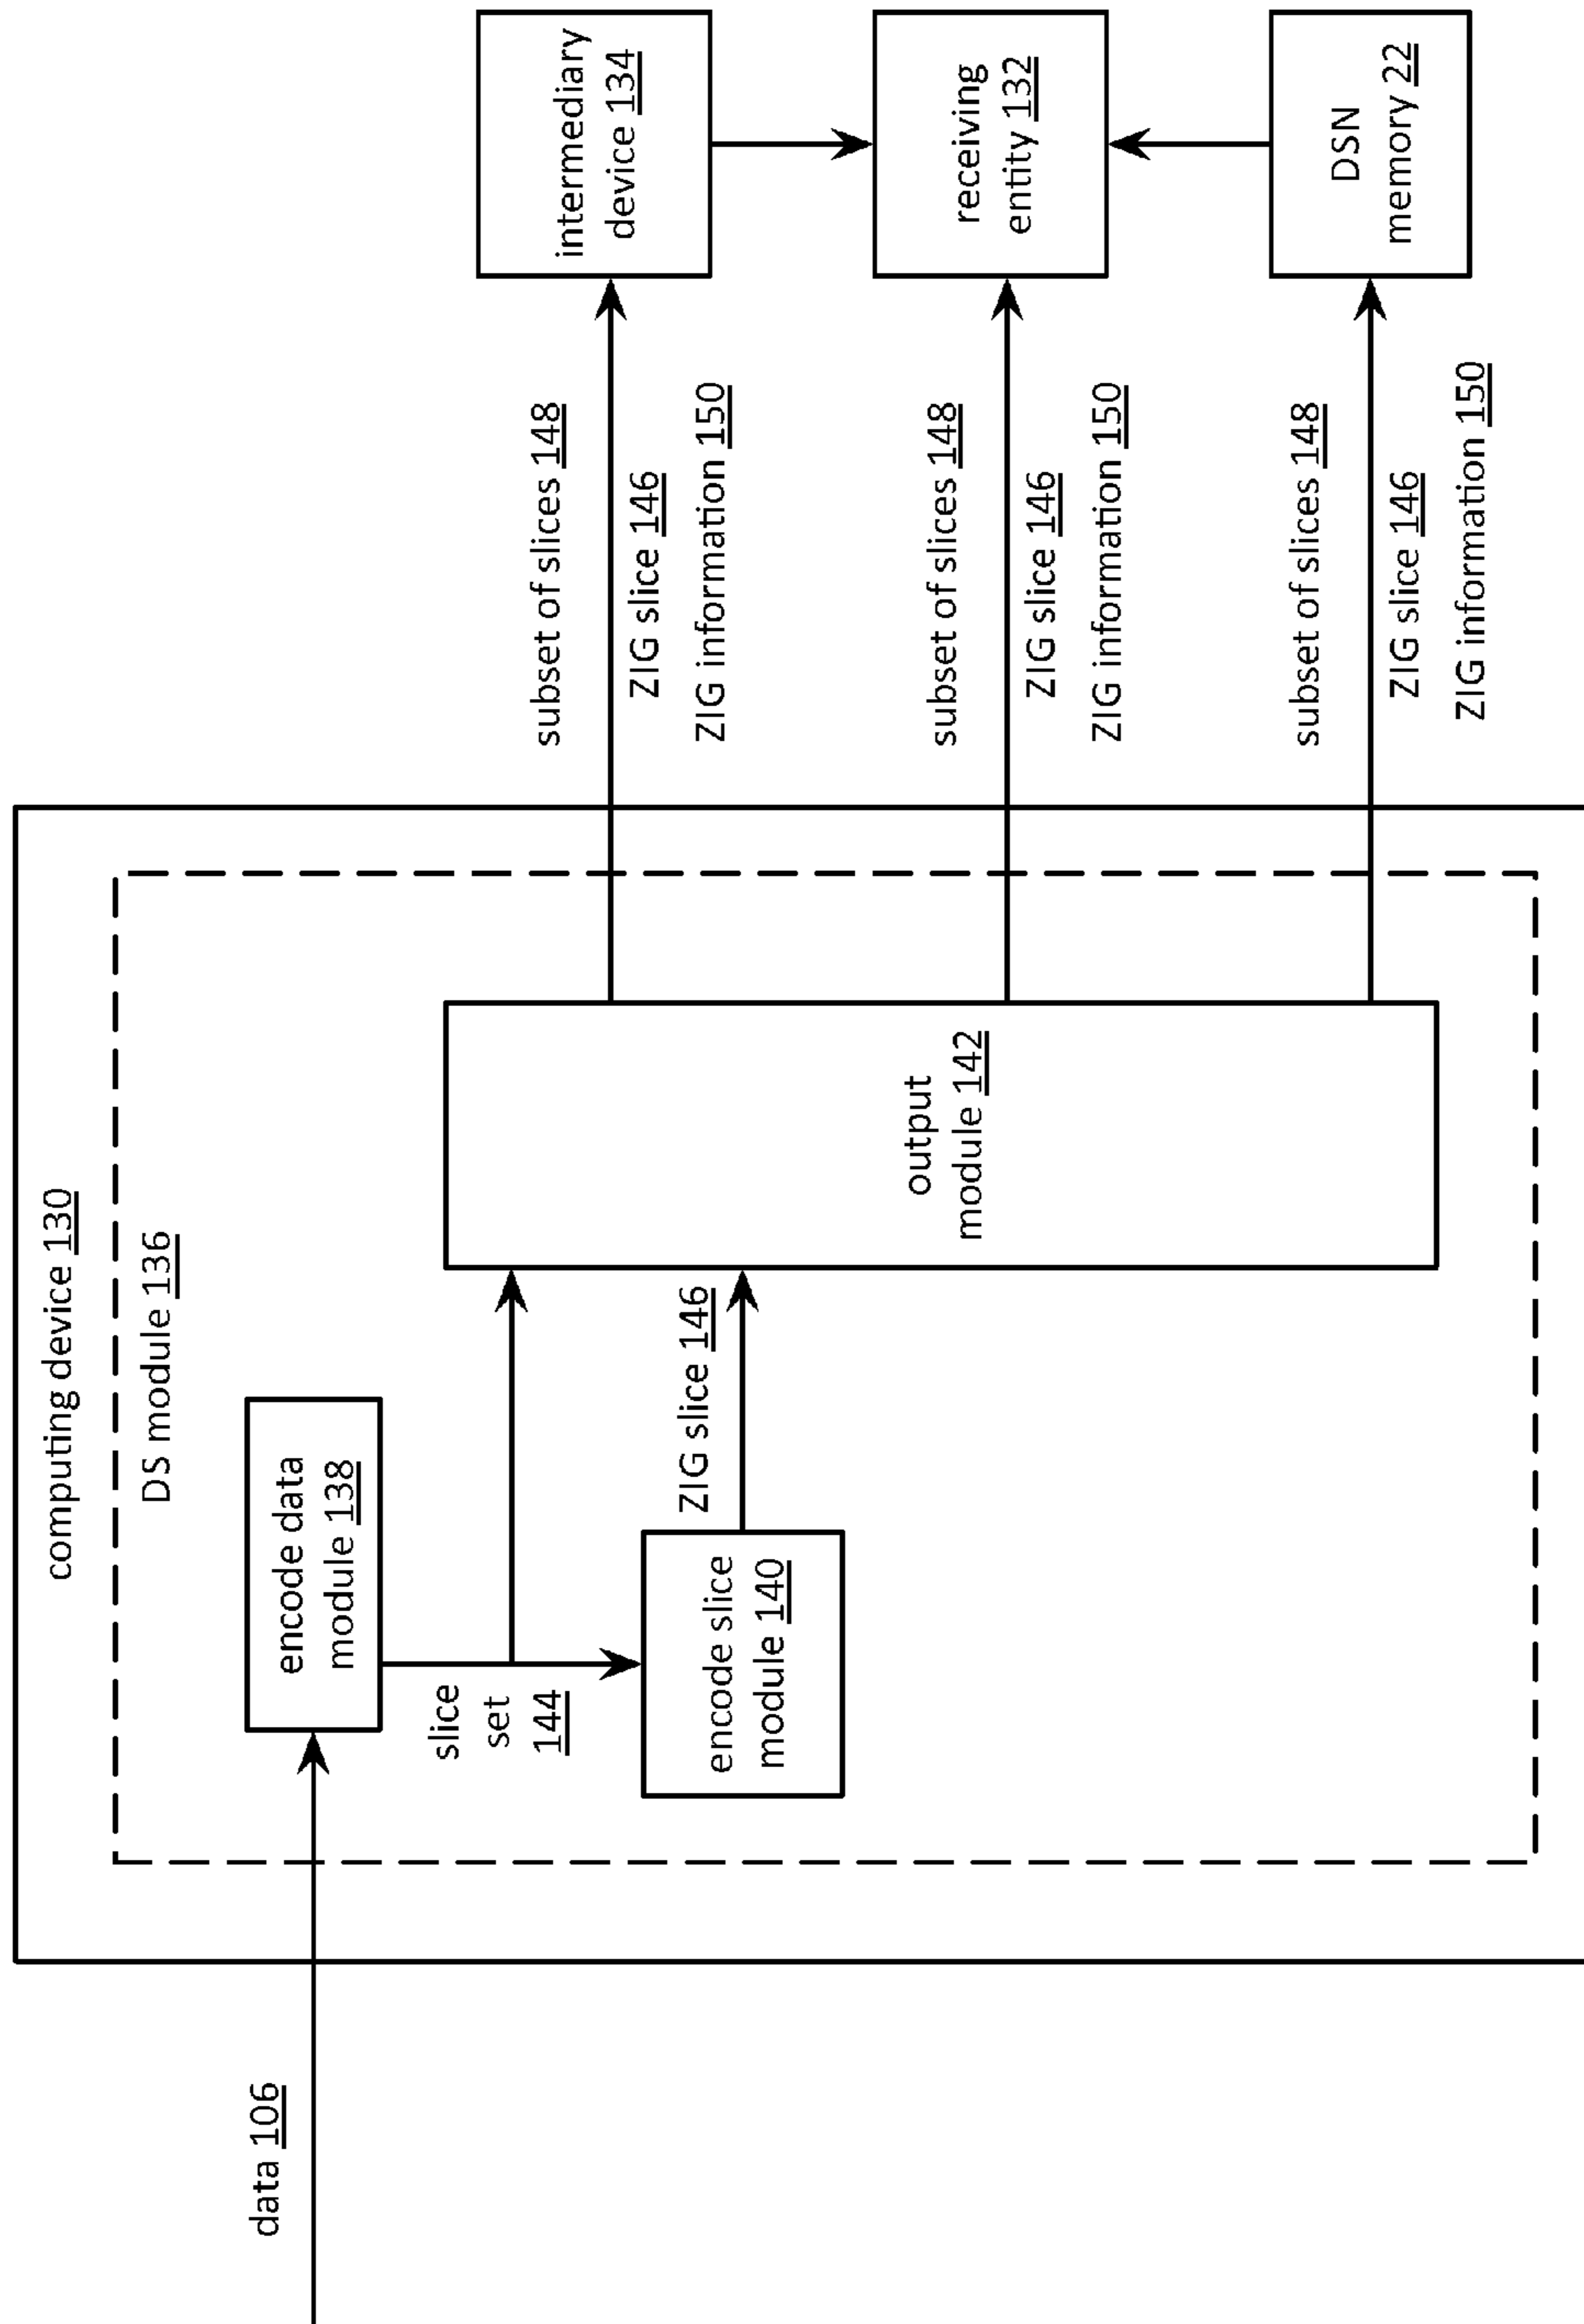 computing device 130
DS module 136
data 106
encode data
module 138
slice
set
144
encode slice
module 140
ZIG slice 146
output
module 142
subset of slices 148
ZIG slice 146
ZIG information 150
subset of slices 148
ZIG slice 146
ZIG information 150
subset of slices 148
ZIG slice 146
ZIG information 150
intermediary
device 134
receiving
entity 132
DSN
memory 22